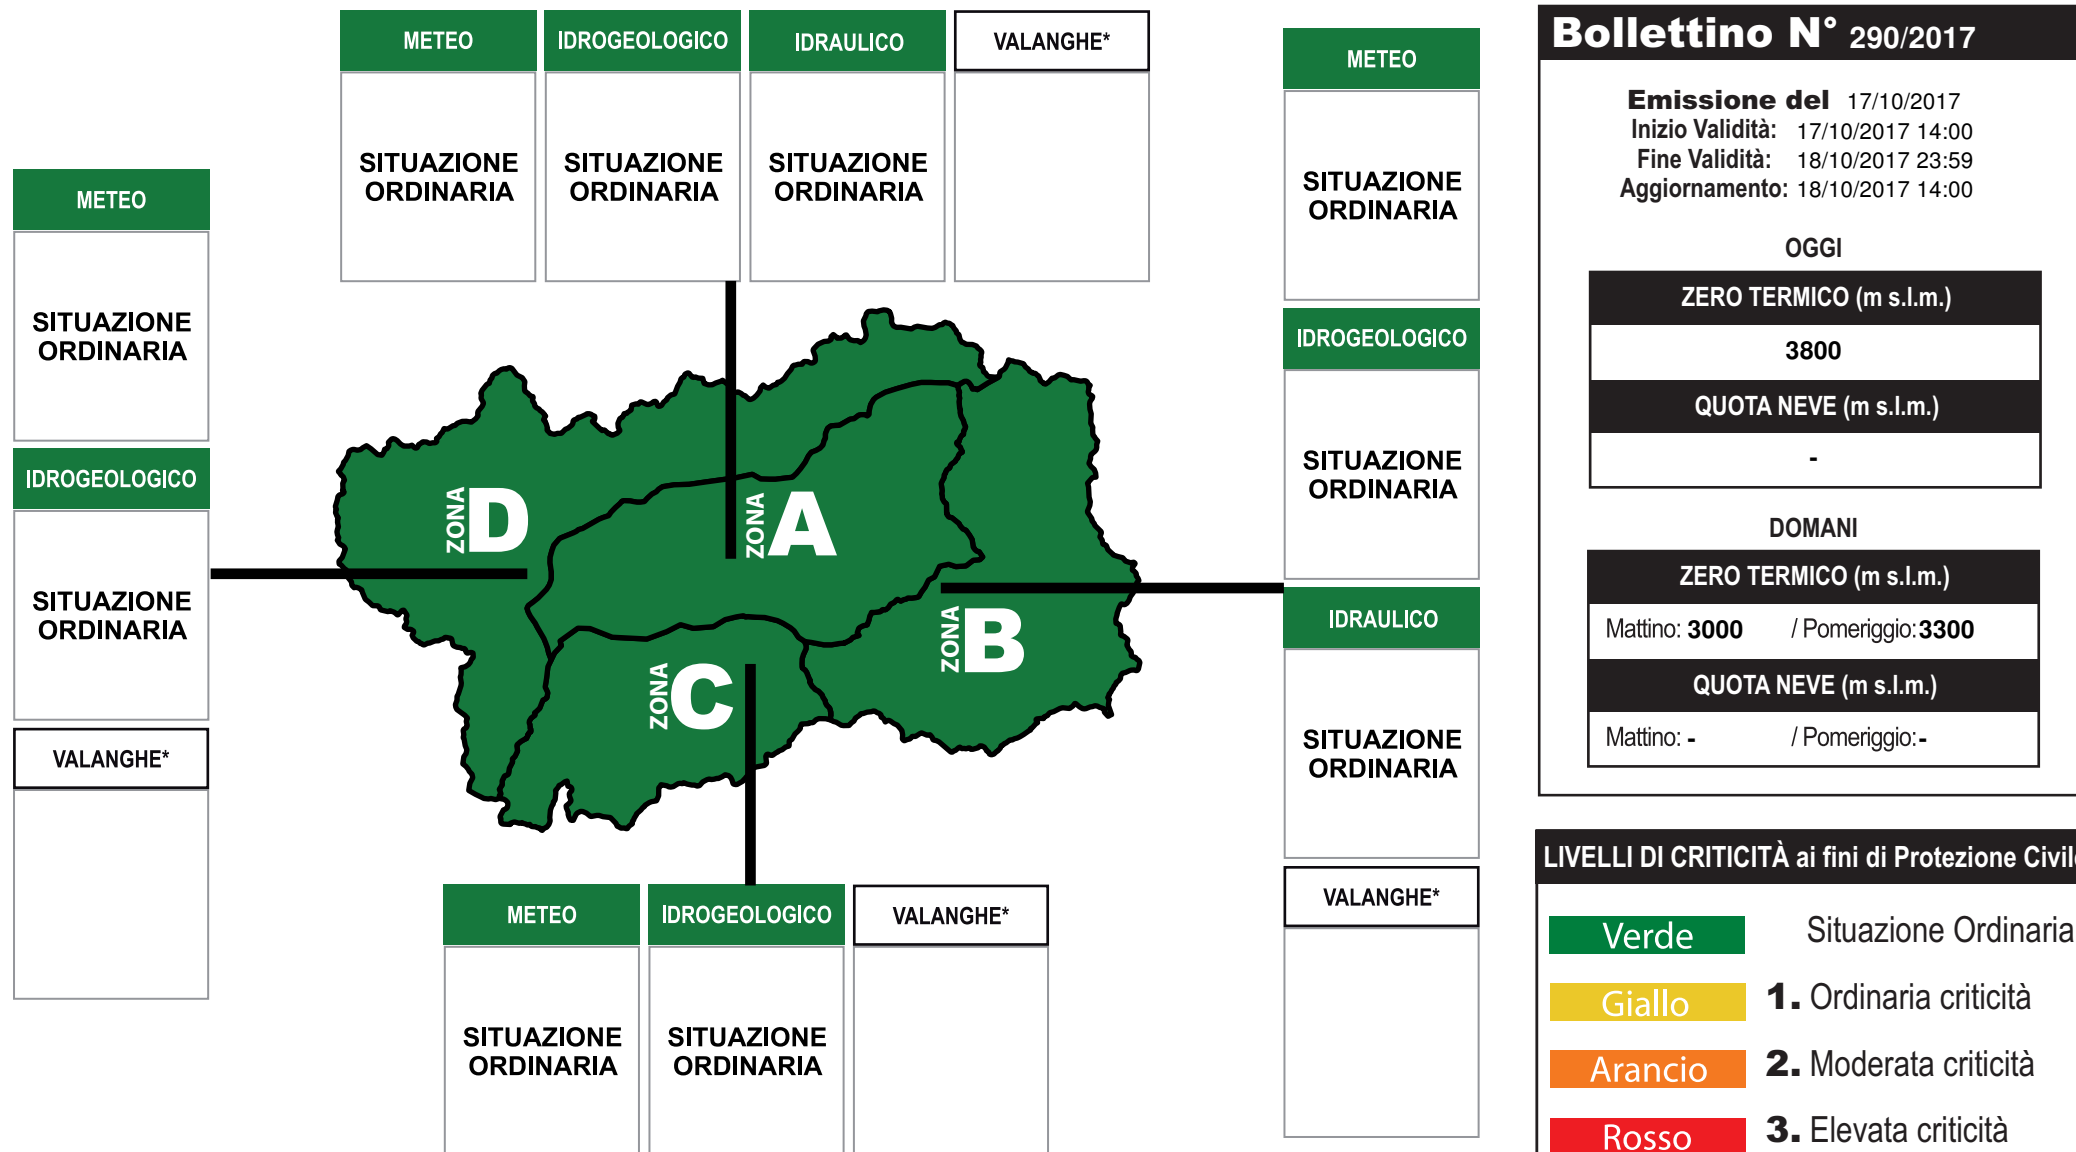 METEO
IDROGEOLOGICO
IDRAULICO
VALANGHE*
SITUAZIONE
ORDINARIA
SITUAZIONE
ORDINARIA
SITUAZIONE
ORDINARIA
METEO
SITUAZIONE
ORDINARIA
IDROGEOLOGICO
SITUAZIONE
ORDINARIA
VALANGHE*
ZONA D
ZONA A
ZONA B
ZONA C
METEO
SITUAZIONE
ORDINARIA
IDROGEOLOGICO
SITUAZIONE
ORDINARIA
IDRAULICO
SITUAZIONE
ORDINARIA
VALANGHE*
METEO
IDROGEOLOGICO
VALANGHE*
SITUAZIONE
ORDINARIA
SITUAZIONE
ORDINARIA
Bollettino N° 290/2017
Emissione del 17/10/2017
Inizio Validità: 17/10/2017 14:00
Fine Validità: 18/10/2017 23:59
Aggiornamento: 18/10/2017 14:00
OGGI
ZERO TERMICO (m s.l.m.)
3800
QUOTA NEVE (m s.l.m.)
-
DOMANI
ZERO TERMICO (m s.l.m.)
Mattino: 3000 / Pomeriggio: 3300
QUOTA NEVE (m s.l.m.)
Mattino: - / Pomeriggio: -
LIVELLI DI CRITICITÀ ai fini di Protezione Civile
Verde Situazione Ordinaria
Giallo 1. Ordinaria criticità
Arancio 2. Moderata criticità
Rosso 3. Elevata criticità